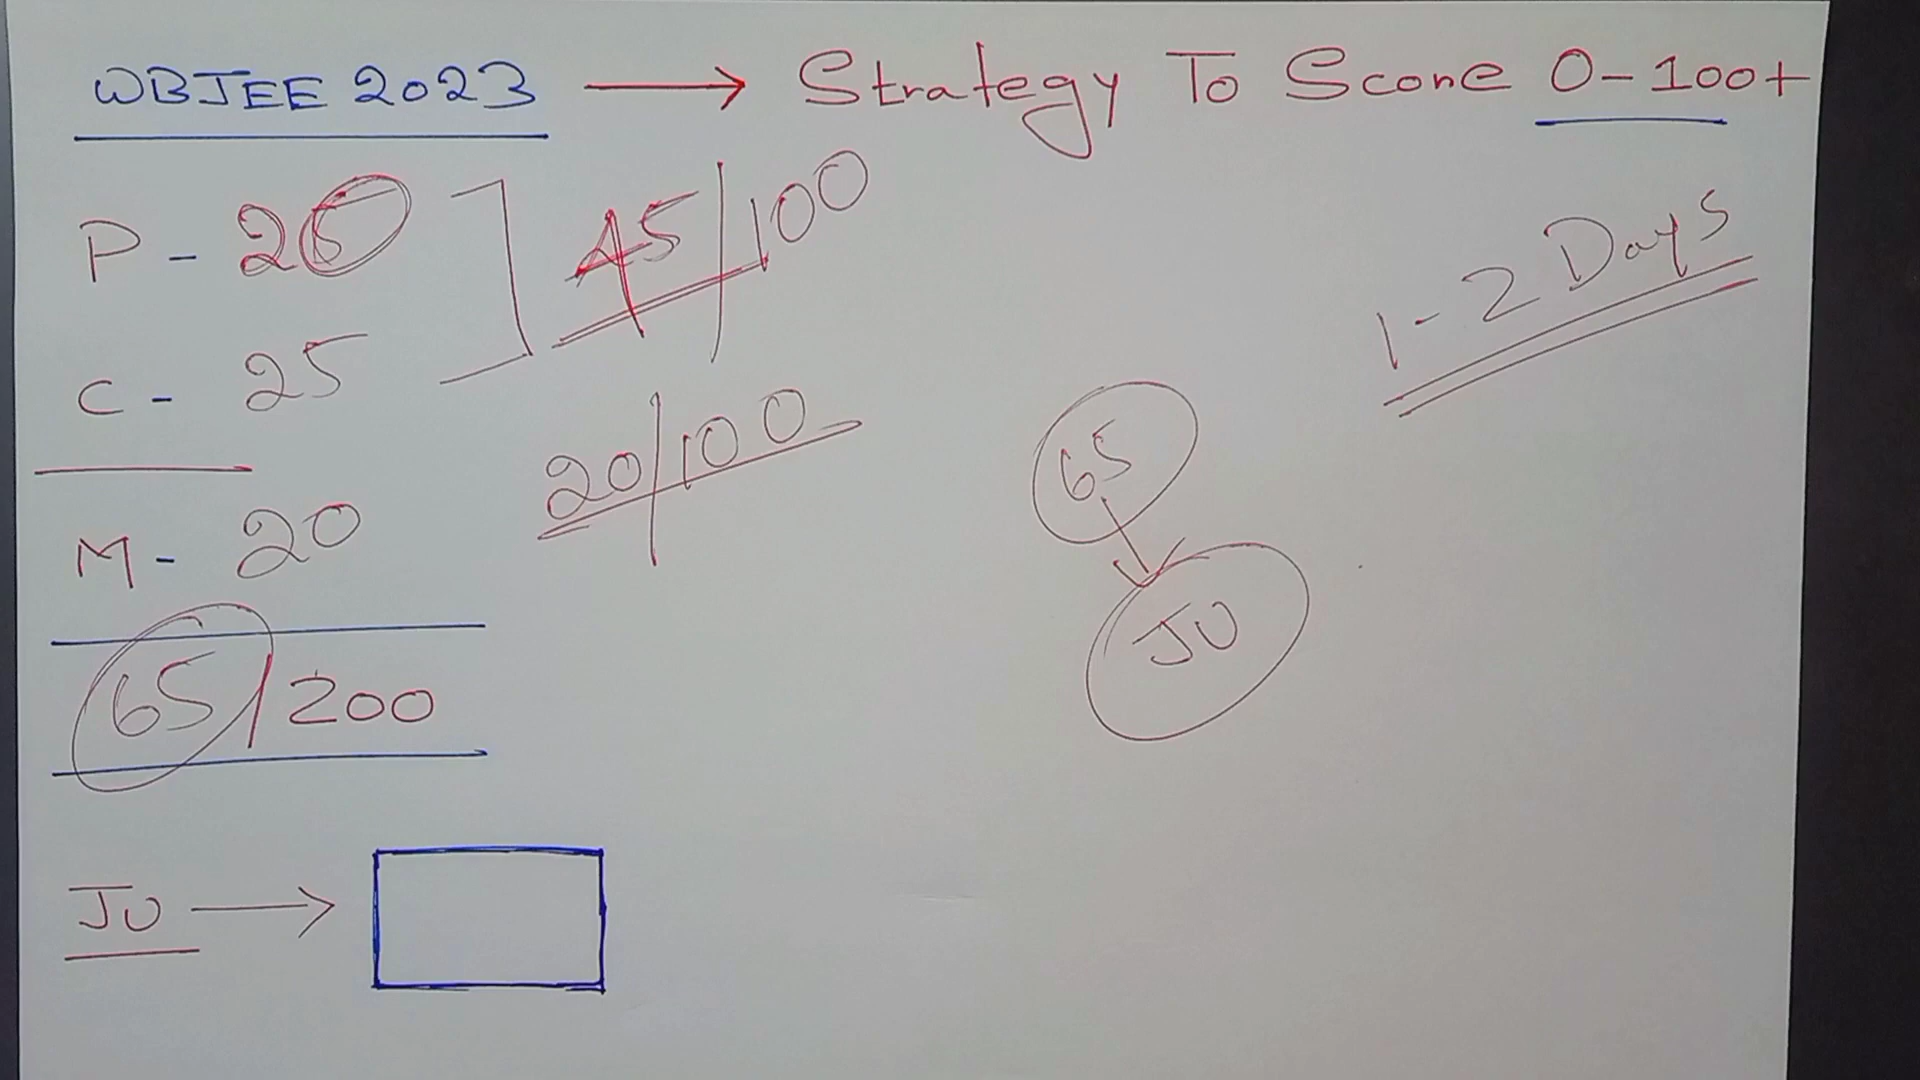 WBJEE 2023 → Strategy To Score 0-100+
P - 20
45/100
1-2 Days
C - 25
20/100
65
M - 20
JU
65/200
JU →